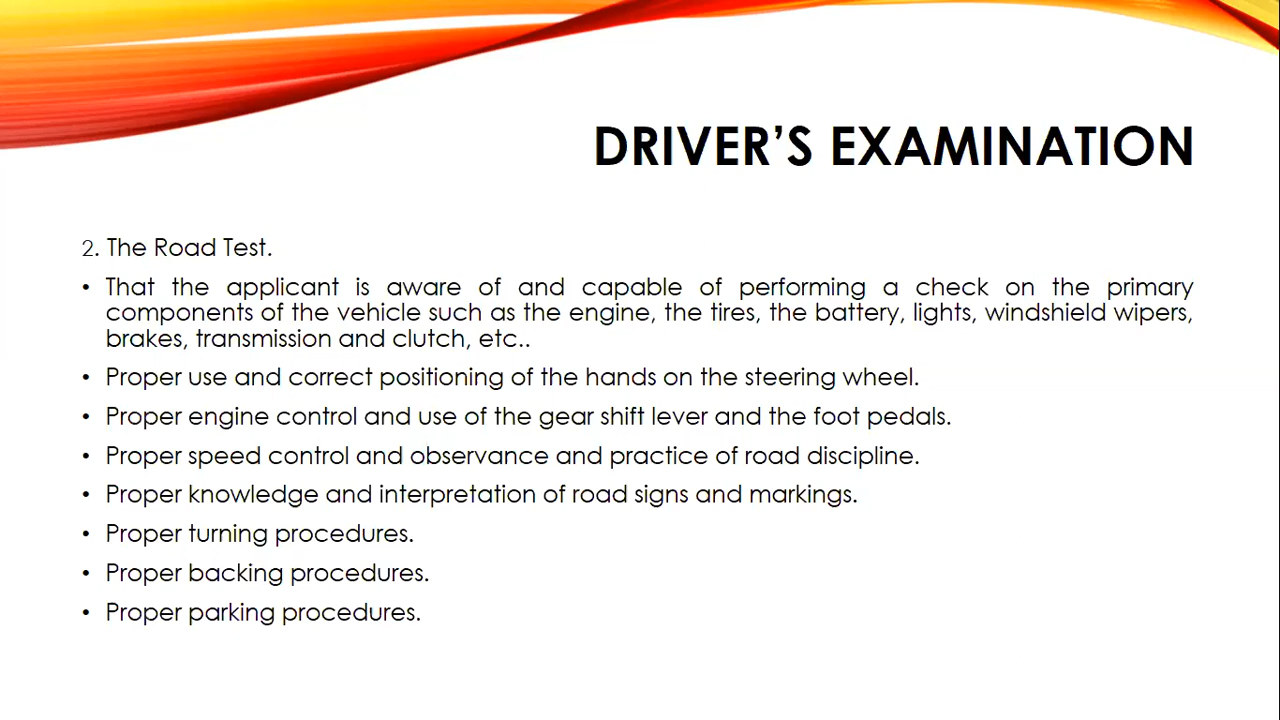 DRIVER’S EXAMINATION
2. The Road Test.
• That the applicant is aware of and capable of performing a check on the primary
components of the vehicle such as the engine, the tires, the battery, lights, windshield wipers,
brakes, transmission and clutch, etc..
• Proper use and correct positioning of the hands on the steering wheel.
• Proper engine control and use of the gear shift lever and the foot pedals.
• Proper speed control and observance and practice of road discipline.
• Proper knowledge and interpretation of road signs and markings.
• Proper turning procedures.
• Proper backing procedures.
• Proper parking procedures.